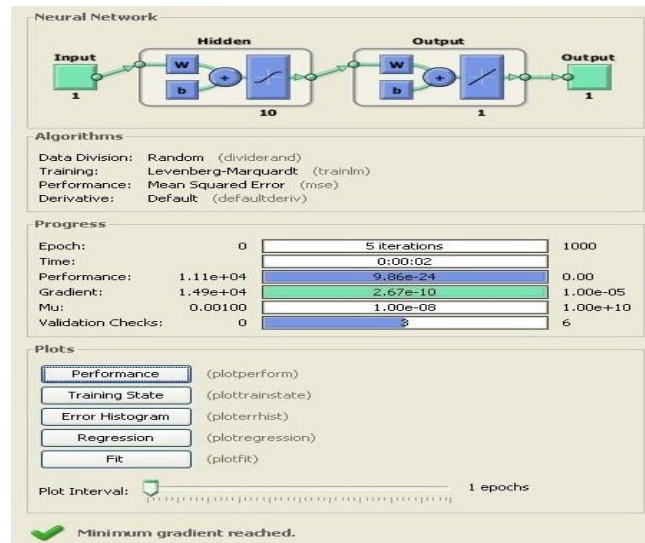 Neural Network
Hidden
Output
Input
W
b
+
W
b
+
Output
1
10
1
1
Algorithms
Data Division: Random (dividerand)
Training: Levenberg-Marquardt (trainlm)
Performance: Mean Squared Error (mse)
Derivative: Default (defaultderiv)
Progress
Epoch: 0 5 iterations 1000
Time: 0:00:02
Performance: 1.11e+04 9.86e-24 0.00
Gradient: 1.49e+04 2.67e-10 1.00e-05
Mu: 0.00100 1.00e-08 1.00e+10
Validation Checks: 0 3 6
Plots
Performance (plotperform)
Training State (plottrainstate)
Error Histogram (ploterrhist)
Regression (plotregression)
Fit (plotfit)
Plot Interval: 1 epochs
Minimum gradient reached.